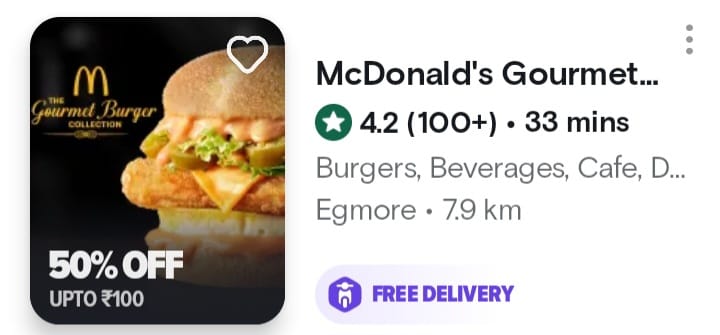 THE
Gourmet Burger
COLLECTION
50% OFF
UPTO ₹100
McDonald's Gourmet...
4.2 (100+) • 33 mins
Burgers, Beverages, Cafe, D...
Egmore • 7.9 km
FREE DELIVERY